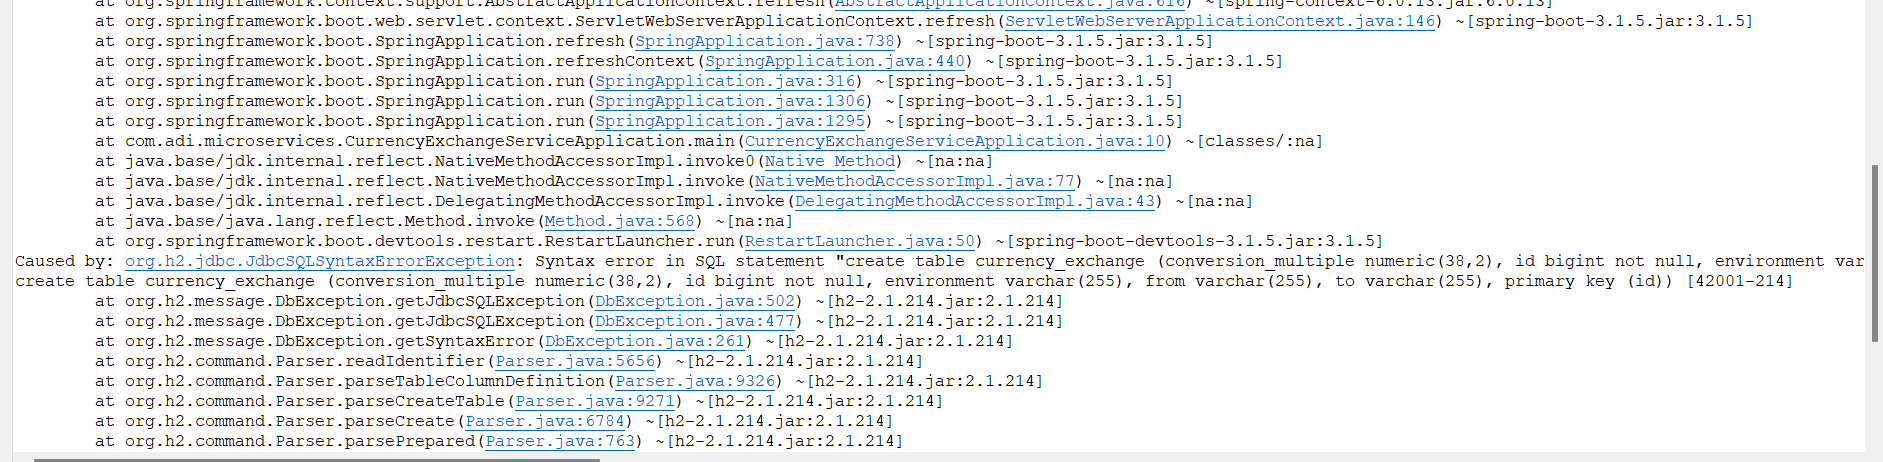 at org.springframework.context.support.AbstractApplicationContext.refresh(AbstractApplicationContext.java:616) ~[spring-context-6.0.13.jar:6.0.13]
at org.springframework.boot.web.servlet.context.ServletWebServerApplicationContext.refresh(ServletWebServerApplicationContext.java:146) ~[spring-boot-3.1.5.jar:3.1.5]
at org.springframework.boot.SpringApplication.refresh(SpringApplication.java:738) ~[spring-boot-3.1.5.jar:3.1.5]
at org.springframework.boot.SpringApplication.refreshContext(SpringApplication.java:440) ~[spring-boot-3.1.5.jar:3.1.5]
at org.springframework.boot.SpringApplication.run(SpringApplication.java:316) ~[spring-boot-3.1.5.jar:3.1.5]
at org.springframework.boot.SpringApplication.run(SpringApplication.java:1306) ~[spring-boot-3.1.5.jar:3.1.5]
at org.springframework.boot.SpringApplication.run(SpringApplication.java:1295) ~[spring-boot-3.1.5.jar:3.1.5]
at com.adi.microservices.CurrencyExchangeServiceApplication.main(CurrencyExchangeServiceApplication.java:10) ~[classes/:na]
at java.base/jdk.internal.reflect.NativeMethodAccessorImpl.invoke0(Native Method) ~[na:na]
at java.base/jdk.internal.reflect.NativeMethodAccessorImpl.invoke(NativeMethodAccessorImpl.java:77) ~[na:na]
at java.base/jdk.internal.reflect.DelegatingMethodAccessorImpl.invoke(DelegatingMethodAccessorImpl.java:43) ~[na:na]
at java.base/java.lang.reflect.Method.invoke(Method.java:568) ~[na:na]
at org.springframework.boot.devtools.restart.RestartLauncher.run(RestartLauncher.java:50) ~[spring-boot-devtools-3.1.5.jar:3.1.5]
Caused by: org.h2.jdbc.JdbcSQLSyntaxErrorException: Syntax error in SQL statement "create table currency_exchange (conversion_multiple numeric(38,2), id bigint not null, environment var
create table currency_exchange (conversion_multiple numeric(38,2), id bigint not null, environment varchar(255), from varchar(255), to varchar(255), primary key (id)) [42001-214]
at org.h2.message.DbException.getJdbcSQLException(DbException.java:502) ~[h2-2.1.214.jar:2.1.214]
at org.h2.message.DbException.getJdbcSQLException(DbException.java:477) ~[h2-2.1.214.jar:2.1.214]
at org.h2.message.DbException.getSyntaxError(DbException.java:261) ~[h2-2.1.214.jar:2.1.214]
at org.h2.command.Parser.readIdentifier(Parser.java:5656) ~[h2-2.1.214.jar:2.1.214]
at org.h2.command.Parser.parseTableColumnDefinition(Parser.java:9326) ~[h2-2.1.214.jar:2.1.214]
at org.h2.command.Parser.parseCreateTable(Parser.java:9271) ~[h2-2.1.214.jar:2.1.214]
at org.h2.command.Parser.parseCreate(Parser.java:6784) ~[h2-2.1.214.jar:2.1.214]
at org.h2.command.Parser.parsePrepared(Parser.java:763) ~[h2-2.1.214.jar:2.1.214]